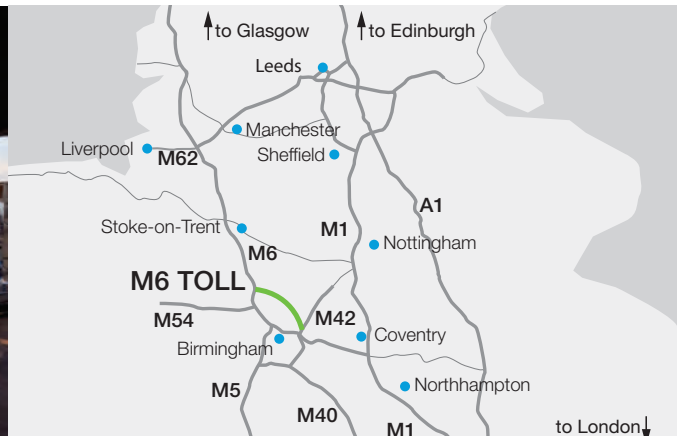 to Glasgow
to Edinburgh
Leeds
Manchester
Liverpool
M62
Sheffield
A1
Stoke-on-Trent
M1
Nottingham
M6
M6 TOLL
M54
M42
Coventry
Birmingham
M5
Northhampton
M40
M1
to London